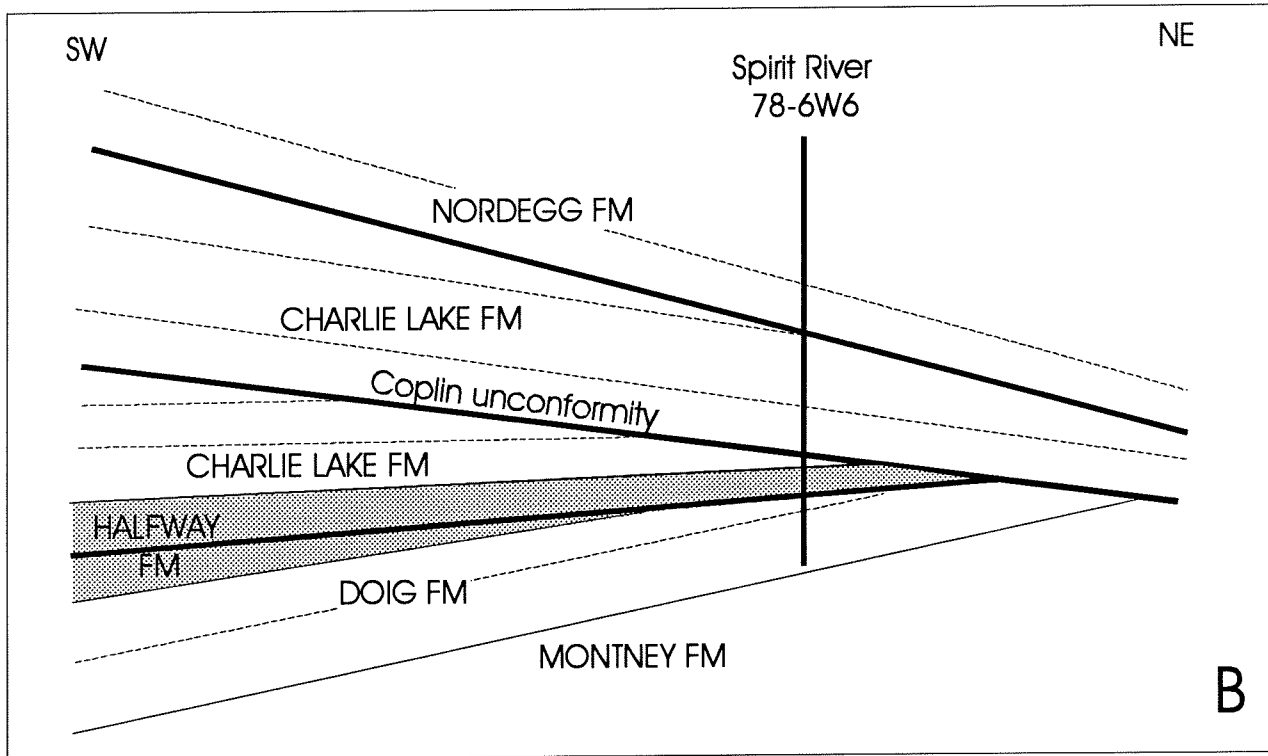 SW
NE
Spirit River
78-6W6
NORDEGG FM
CHARLIE LAKE FM
Coplin unconformity
CHARLIE LAKE FM
HALFWAY
FM
DOIG FM
MONTNEY FM
B